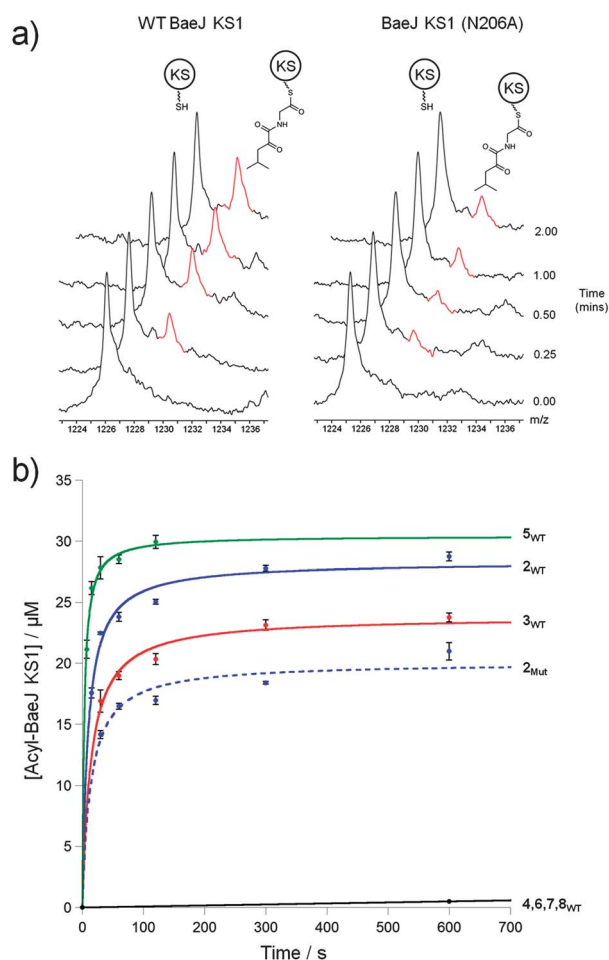 a)
WT BaeJ KS1
BaeJ KS1 (N206A)
KS
SH
KS
S
O
O
NH
O
KS
SH
KS
S
O
O
NH
O
2.00
1.00
0.50
0.25
0.00
Time
(mins)
1224 1226 1228 1230 1232 1234 1236
1224 1226 1228 1230 1232 1234 1236
m/z
b)
35
30
25
20
15
10
5
0
[Acyl-BaeJ KS1] / µM
5WT
2WT
3WT
2Mut
4,6,7,8WT
0 100 200 300 400 500 600 700
Time / s